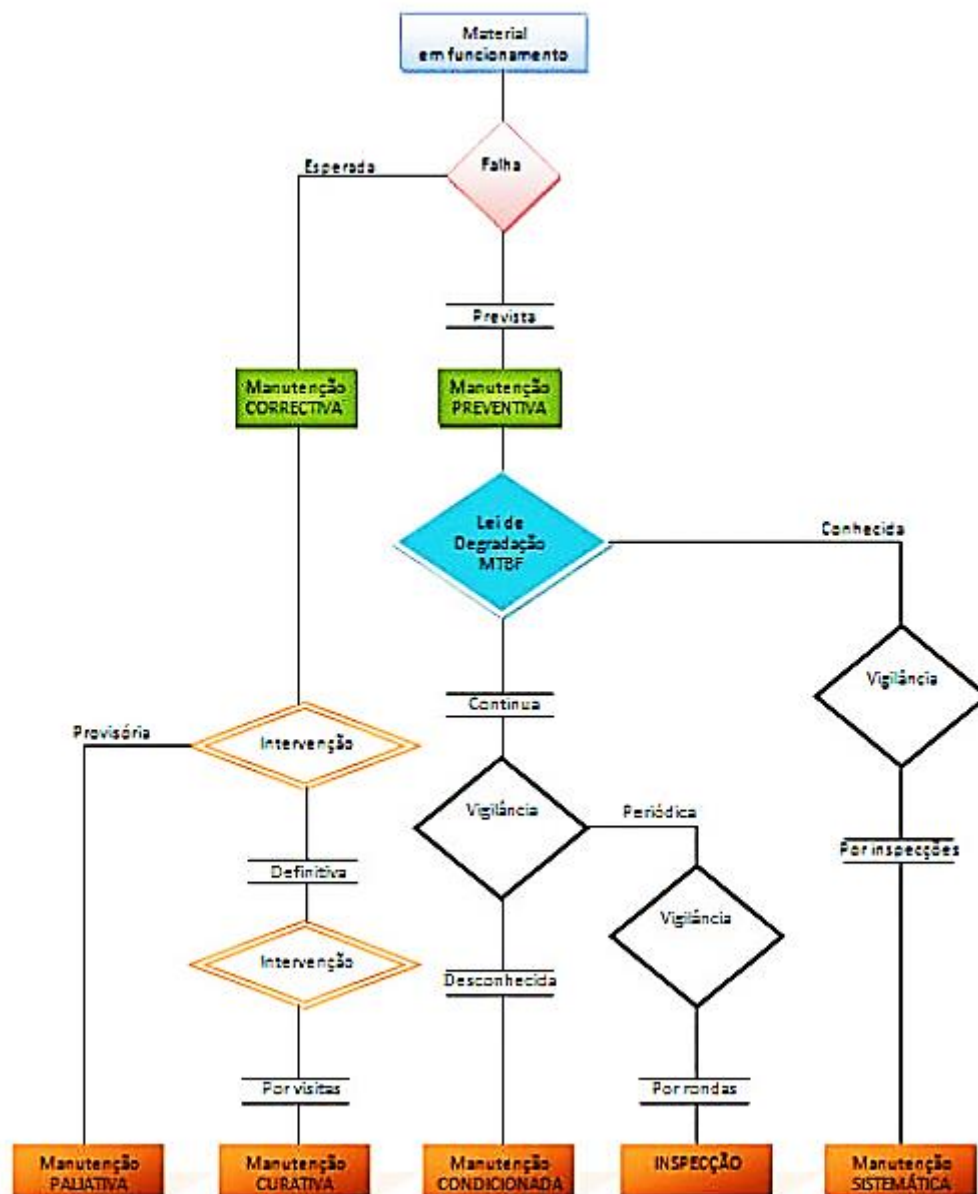 Material
em funcionamento
Falha
Esperada
Prevista
Manutenção
CORRECTIVA
Manutenção
PREVENTIVA
Lei de
Degradação
MTBF
Conhecida
Vigilância
Continua
Provisória
Intervenção
Vigilância
Periódica
Por inspecções
Definitiva
Vigilância
Intervenção
Desconhecida
Por visitas
Por rondas
Manutenção
PALIATIVA
Manutenção
CURATIVA
Manutenção
CONDICIONADA
INSPECÇÃO
Manutenção
SISTEMÁTICA